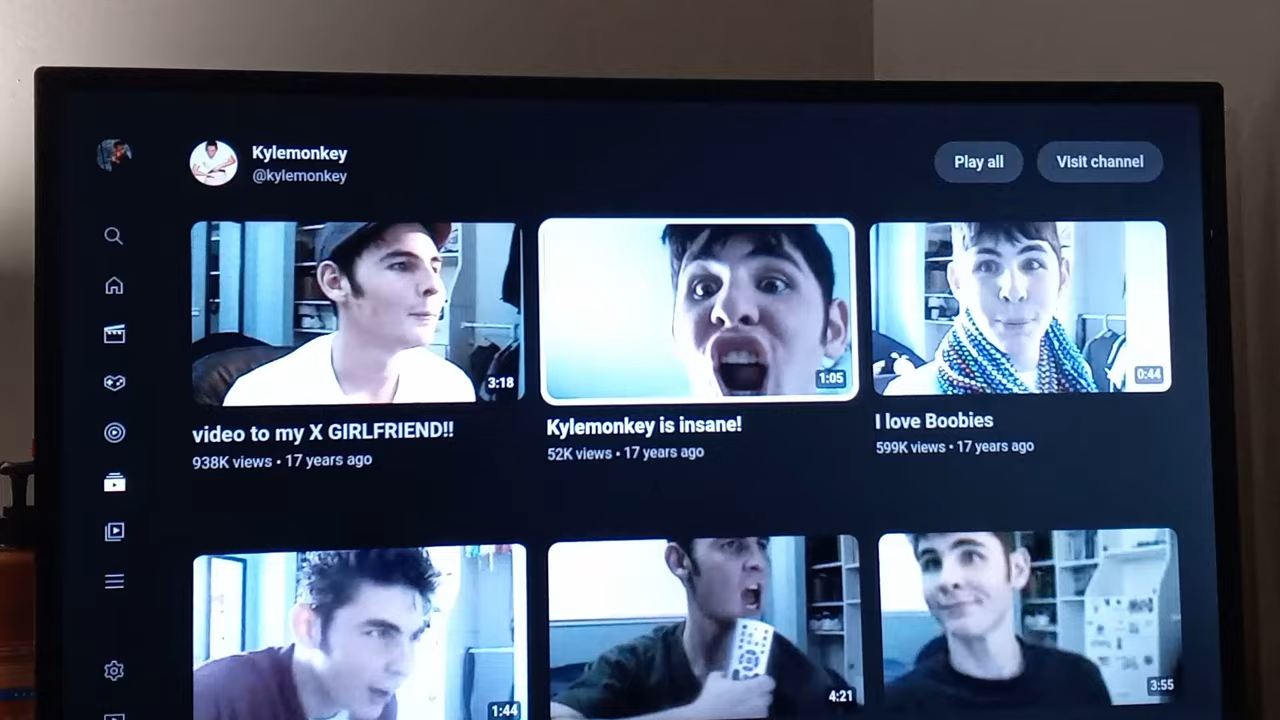 Kylemonkey
@kylemonkey
Play all
Visit channel
3:18
1:05
0:44
video to my X GIRLFRIEND!!
938K views • 17 years ago
Kylemonkey is insane!
52K views • 17 years ago
I love Boobies
599K views • 17 years ago
1:44
4:21
3:55